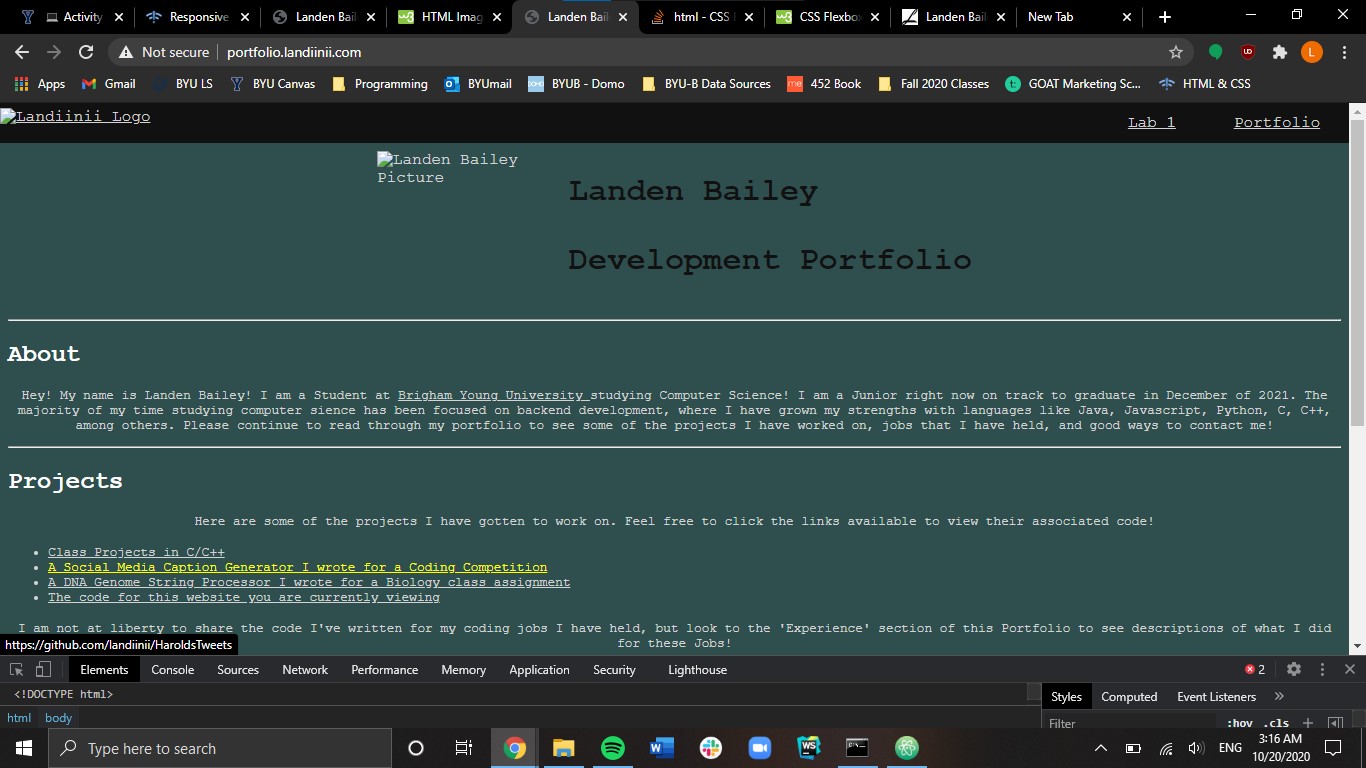 Activity
Responsive
Landen Bail
HTML Imag
Landen Bail
html - CSS
CSS Flexbox
Landen Bail
New Tab
Not secure
portfolio.landiinii.com
L
Apps
Gmail
BYU LS
BYU Canvas
Programming
BYUmail
BYUB - Domo
BYU-B Data Sources
me 452 Book
Fall 2020 Classes
t GOAT Marketing Sc...
HTML & CSS
Landiinii Logo
Lab 1
Portfolio
Landen Bailey
Picture
Landen Bailey
Development Portfolio
About
Hey! My name is Landen Bailey! I am a Student at Brigham Young University studying Computer Science! I am a Junior right now on track to graduate in December of 2021. The
majority of my time studying computer sience has been focused on backend development, where I have grown my strengths with languages like Java, Javascript, Python, C, C++,
among others. Please continue to read through my portfolio to see some of the projects I have worked on, jobs that I have held, and good ways to contact me!
Projects
Here are some of the projects I have gotten to work on. Feel free to click the links available to view their associated code!
• Class Projects in C/C++
• A Social Media Caption Generator I wrote for a Coding Competition
• A DNA Genome String Processor I wrote for a Biology class assignment
• The code for this website you are currently viewing
I am not at liberty to share the code I've written for my coding jobs I have held, but look to the 'Experience' section of this Portfolio to see descriptions of what I did
for these Jobs!
https://github.com/landiinii/HaroldsTweets
Elements
Console
Sources
Network
Performance
Memory
Application
Security
Lighthouse
2
<!DOCTYPE html>
html
body
Styles
Computed
Event Listeners
»
Filter
:hov
.cls
+
Type here to search
W
WS
ENG
3:16 AM
10/20/2020